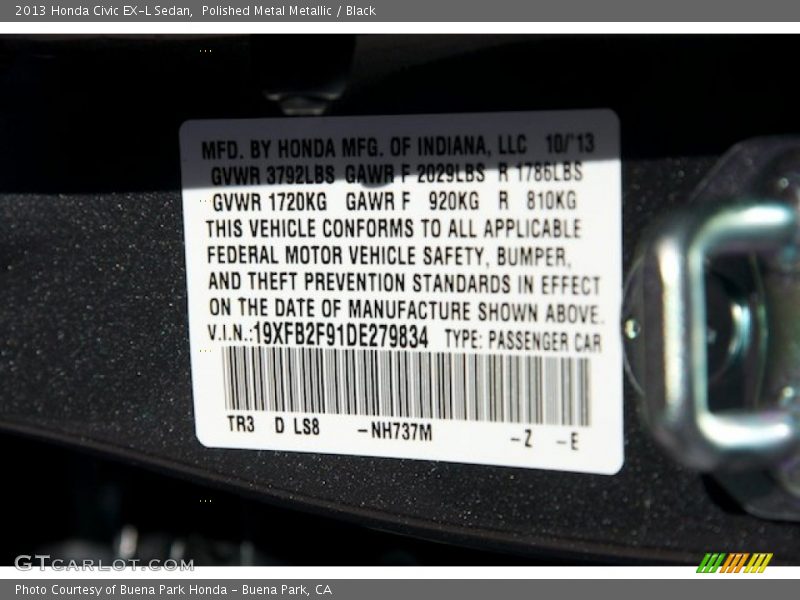 2013 Honda Civic EX-L Sedan,  Polished Metal Metallic / Black
MFD. BY HONDA MFG. OF INDIANA, LLC 10/'13
GVWR 3792LBS GAWR F 2029LBS R 1786LBS
GVWR 1720KG GAWR F 920KG R 810KG
THIS VEHICLE CONFORMS TO ALL APPLICABLE
FEDERAL MOTOR VEHICLE SAFETY, BUMPER,
AND THEFT PREVENTION STANDARDS IN EFFECT
ON THE DATE OF MANUFACTURE SHOWN ABOVE.
V.I.N.:19XFB2F91DE279834 TYPE: PASSENGER CAR
TR3 D LS8 -NH737M -Z -E
GTCARLOT.COM
Photo Courtesy of Buena Park Honda - Buena Park, CA